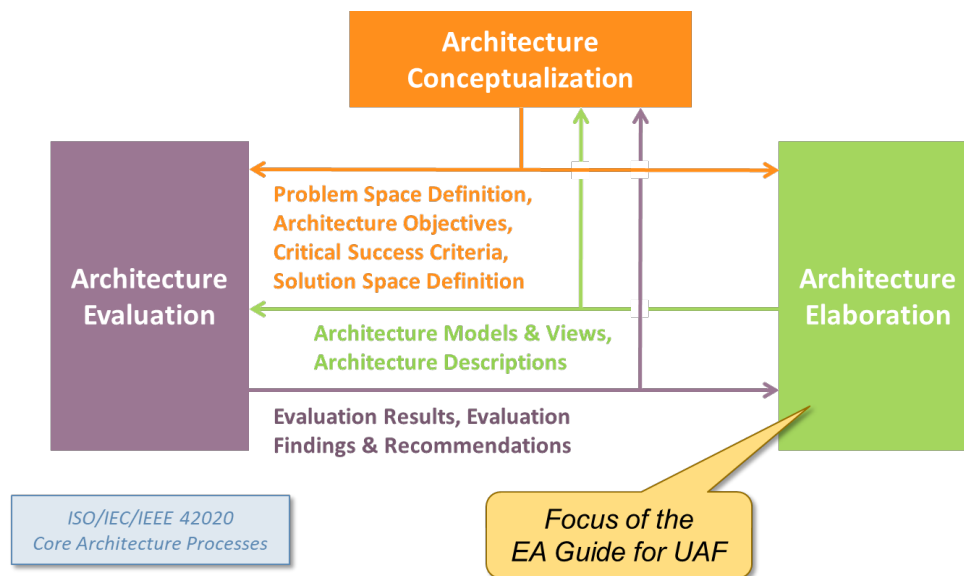 Architecture
Conceptualization
Problem Space Definition,
Architecture Objectives,
Critical Success Criteria,
Solution Space Definition
Architecture
Evaluation
Architecture
Elaboration
Architecture Models & Views,
Architecture Descriptions
Evaluation Results, Evaluation
Findings & Recommendations
ISO/IEC/IEEE 42020
Core Architecture Processes
Focus of the
EA Guide for UAF